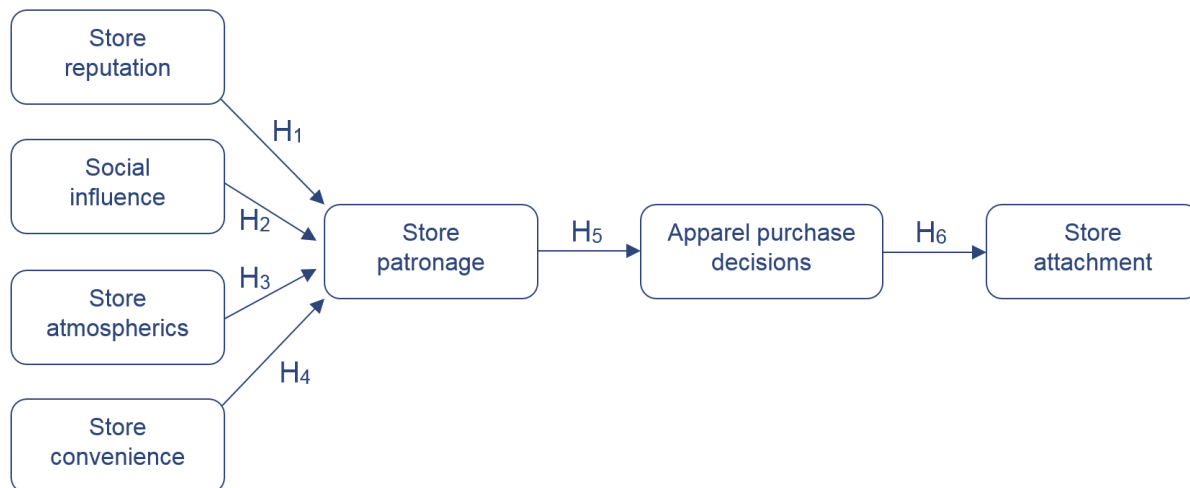 Store
reputation
H1
Social
influence
H2
Store
patronage
H5
Apparel purchase
decisions
H6
Store
attachment
H3
Store
atmospherics
H4
Store
convenience